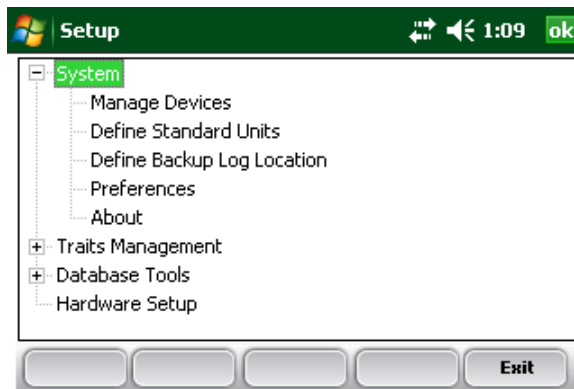 Setup 1:09 ok
System
Manage Devices
Define Standard Units
Define Backup Log Location
Preferences
About
Traits Management
Database Tools
Hardware Setup
Exit